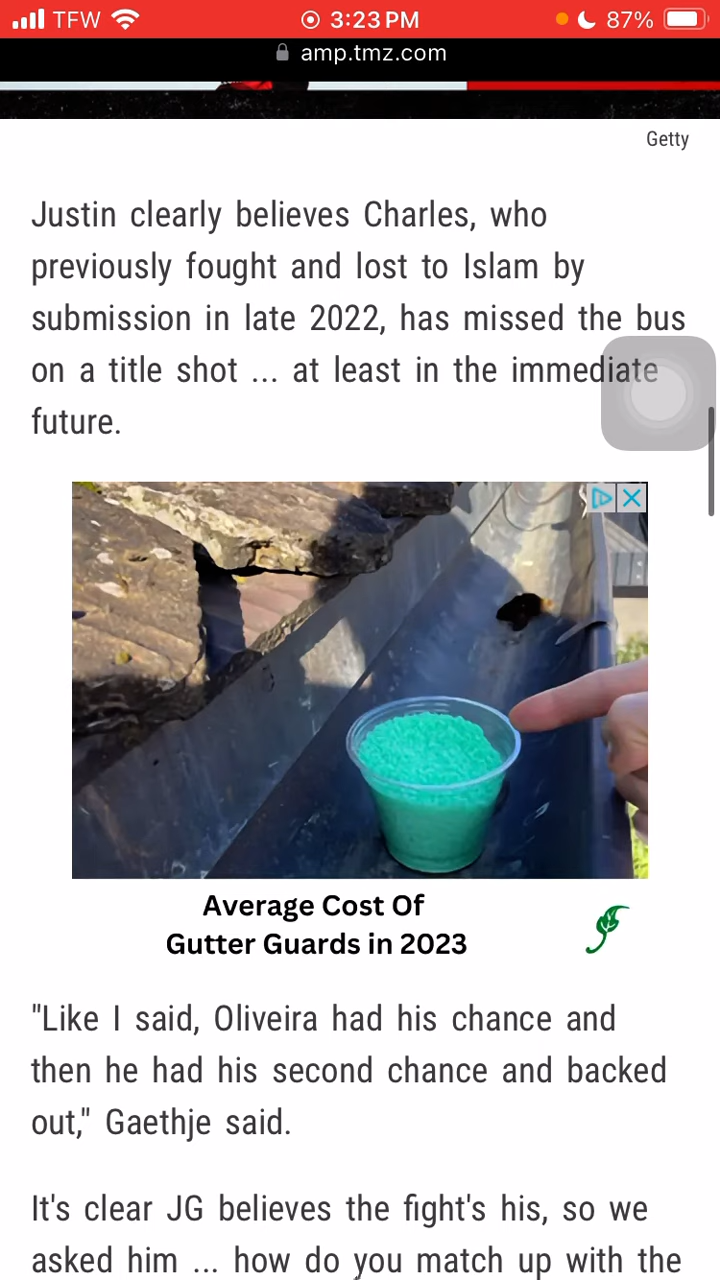 TFW 3:23 PM 87%
amp.tmz.com
Getty
Justin clearly believes Charles, who
previously fought and lost to Islam by
submission in late 2022, has missed the bus
on a title shot ... at least in the immediate
future.
Average Cost Of
Gutter Guards in 2023
"Like I said, Oliveira had his chance and
then he had his second chance and backed
out," Gaethje said.
It's clear JG believes the fight's his, so we
asked him ... how do you match up with the